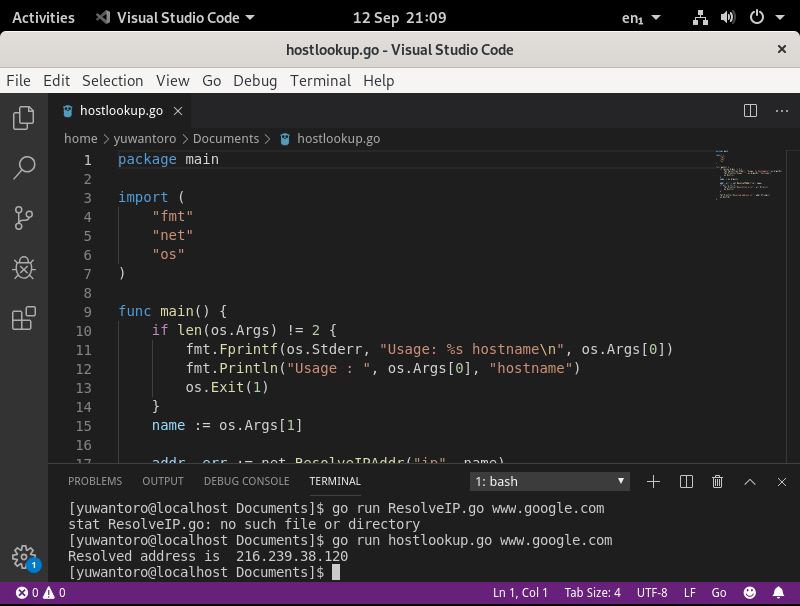 Activities Visual Studio Code 12 Sep 21:09 en₁
hostlookup.go - Visual Studio Code ×
File Edit Selection View Go Debug Terminal Help
hostlookup.go ×
home > yuwantoro > Documents > hostlookup.go
1 package main
2
3 import (
4 "fmt"
5 "net"
6 "os"
7 )
8
9 func main() {
10 if len(os.Args) != 2 {
11 fmt.Fprintf(os.Stderr, "Usage: %s hostname\n", os.Args[0])
12 fmt.Println("Usage : ", os.Args[0], "hostname")
13 os.Exit(1)
14 }
15 name := os.Args[1]
16
17 addr, err := net.ResolveIPAddr("ip", name)
PROBLEMS OUTPUT DEBUG CONSOLE TERMINAL 1: bash
[yuwantoro@localhost Documents]$ go run ResolveIP.go www.google.com
stat ResolveIP.go: no such file or directory
[yuwantoro@localhost Documents]$ go run hostlookup.go www.google.com
Resolved address is  216.239.38.120
[yuwantoro@localhost Documents]$
1
0 0 Ln 1, Col 1 Tab Size: 4 UTF-8 LF Go